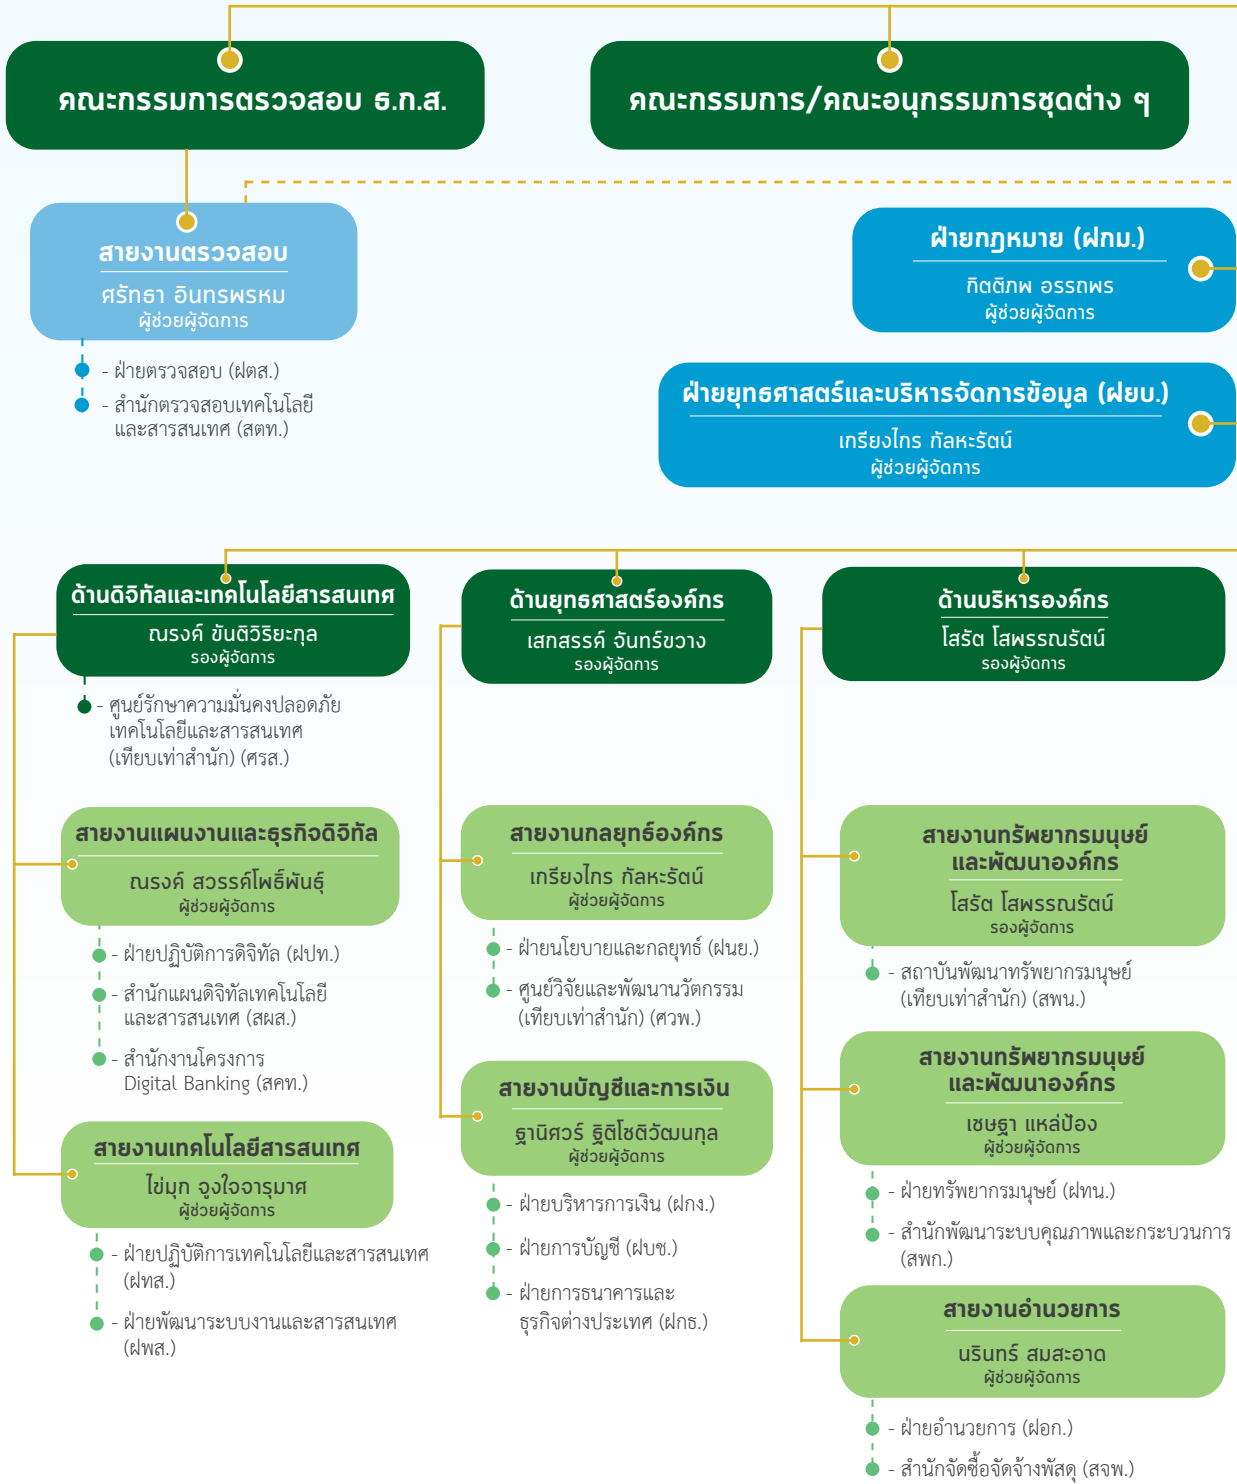 คณะกรรมการตรวจสอบ ธ.ก.ส.
คณะกรรมการ/คณะอนุกรรมการชุดต่าง ๆ
สายงานตรวจสอบ
ศรัทธา อินทรพรหม
ผู้ช่วยผู้จัดการ
- ฝ่ายตรวจสอบ (ฝตส.)
- สำนักตรวจสอบเทคโนโลยี
และสารสนเทศ (สตท.)
ฝ่ายกฎหมาย (ฝกม.)
กิตติภพ อรรถพร
ผู้ช่วยผู้จัดการ
ฝ่ายยุทธศาสตร์และบริหารจัดการข้อมูล (ฝยบ.)
เกรียงไกร กัลหะรัตน์
ผู้ช่วยผู้จัดการ
ด้านดิจิทัลและเทคโนโลยีสารสนเทศ
ณรงค์ ขันติวิริยะกุล
รองผู้จัดการ
- ศูนย์รักษาความมั่นคงปลอดภัย
เทคโนโลยีและสารสนเทศ
(เทียบเท่าสำนัก) (ศรส.)
สายงานแผนงานและธุรกิจดิจิทัล
ณรงค์ สวรรค์โพธิ์พันธุ์
ผู้ช่วยผู้จัดการ
- ฝ่ายปฏิบัติการดิจิทัล (ฝปท.)
- สำนักแผนดิจิทัลเทคโนโลยี
และสารสนเทศ (สผส.)
- สำนักงานโครงการ
Digital Banking (สคท.)
สายงานเทคโนโลยีสารสนเทศ
ไข่มุก จูงใจจารุมาศ
ผู้ช่วยผู้จัดการ
- ฝ่ายปฏิบัติการเทคโนโลยีและสารสนเทศ
(ฝทส.)
- ฝ่ายพัฒนาระบบงานและสารสนเทศ
(ฝพส.)
ด้านยุทธศาสตร์องค์กร
เสกสรรค์ จันทร์ขวาง
รองผู้จัดการ
สายงานกลยุทธ์องค์กร
เกรียงไกร กัลหะรัตน์
ผู้ช่วยผู้จัดการ
- ฝ่ายนโยบายและกลยุทธ์ (ฝนย.)
- ศูนย์วิจัยและพัฒนานวัตกรรม
(เทียบเท่าสำนัก) (ศวพ.)
สายงานบัญชีและการเงิน
ฐานิศวร์ ฐิติโชติวัฒนกุล
ผู้ช่วยผู้จัดการ
- ฝ่ายบริหารการเงิน (ฝกง.)
- ฝ่ายการบัญชี (ฝบช.)
- ฝ่ายการธนาคารและ
ธุรกิจต่างประเทศ (ฝกธ.)
ด้านบริหารองค์กร
โสรัต โสพรรณรัตน์
รองผู้จัดการ
สายงานทรัพยากรมนุษย์
และพัฒนาองค์กร
โสรัต โสพรรณรัตน์
รองผู้จัดการ
- สถาบันพัฒนาทรัพยากรมนุษย์
(เทียบเท่าสำนัก) (สพน.)
สายงานทรัพยากรมนุษย์
และพัฒนาองค์กร
เชษฐา แหล่ป้อง
ผู้ช่วยผู้จัดการ
- ฝ่ายทรัพยากรมนุษย์ (ฝทน.)
- สำนักพัฒนาระบบคุณภาพและกระบวนการ
(สพก.)
สายงานอำนวยการ
นรินทร์ สมสะอาด
ผู้ช่วยผู้จัดการ
- ฝ่ายอำนวยการ (ฝอก.)
- สำนักจัดซื้อจัดจ้างพัสดุ (สจพ.)